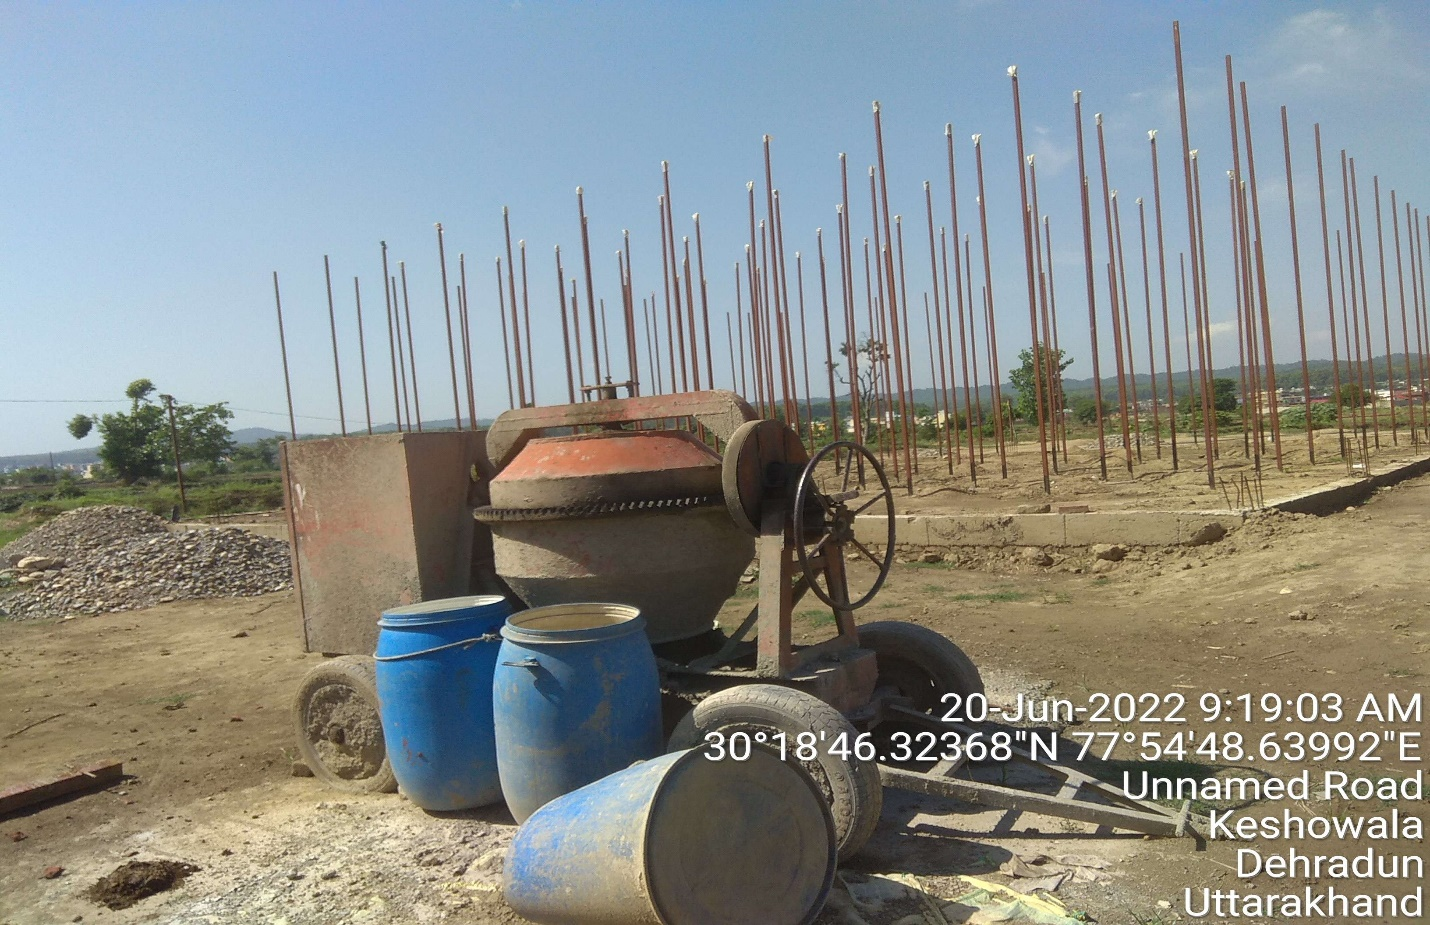 20-Jun-2022 9:19:03 AM
30°18'46.32368"N 77°54'48.63992"E
Unnamed Road
Keshowala
Dehradun
Uttarakhand